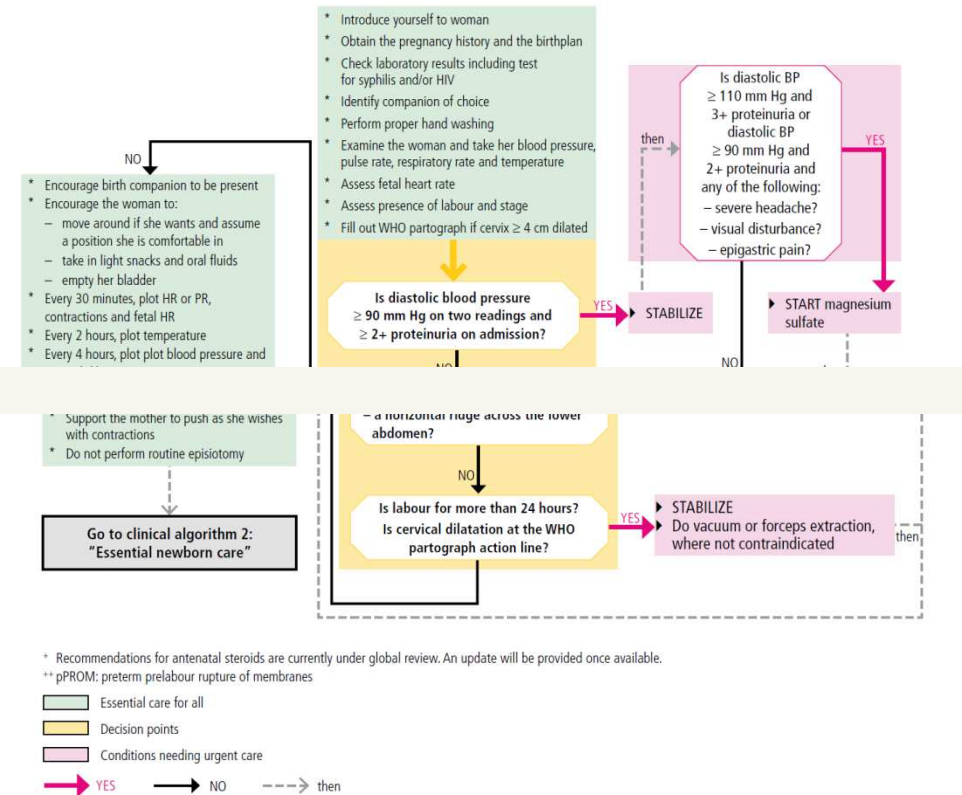 * Introduce yourself to woman
* Obtain the pregnancy history and the birthplan
* Check laboratory results including test
for syphilis and/or HIV
* Identify companion of choice
* Perform proper hand washing
* Examine the woman and take her blood pressure,
pulse rate, respiratory rate and temperature
* Assess fetal heart rate
* Assess presence of labour and stage
* Fill out WHO partograph if cervix ≥ 4 cm dilated
Is diastolic BP
≥ 110 mm Hg and
3+ proteinuria or
diastolic BP
≥ 90 mm Hg and
2+ proteinuria and
any of the following:
– severe headache?
– visual disturbance?
– epigastric pain?
then
YES
NO
* Encourage birth companion to be present
* Encourage the woman to:
– move around if she wants and assume
a position she is comfortable in
– take in light snacks and oral fluids
– empty her bladder
* Every 30 minutes, plot HR or PR,
contractions and fetal HR
* Every 2 hours, plot temperature
* Every 4 hours, plot plot blood pressure and
Is diastolic blood pressure
≥ 90 mm Hg on two readings and
≥ 2+ proteinuria on admission?
YES
STABILIZE
START magnesium
sulfate
NO
NO
* Support the mother to push as she wishes
with contractions
* Do not perform routine episiotomy
– a horizontal ridge across the lower
abdomen?
NO
Go to clinical algorithm 2:
"Essential newborn care"
Is labour for more than 24 hours?
Is cervical dilatation at the WHO
partograph action line?
YES
STABILIZE
Do vacuum or forceps extraction,
where not contraindicated
then
+ Recommendations for antenatal steroids are currently under global review. An update will be provided once available.
++ pPROM: preterm prelabour rupture of membranes
Essential care for all
Decision points
Conditions needing urgent care
YES NO then